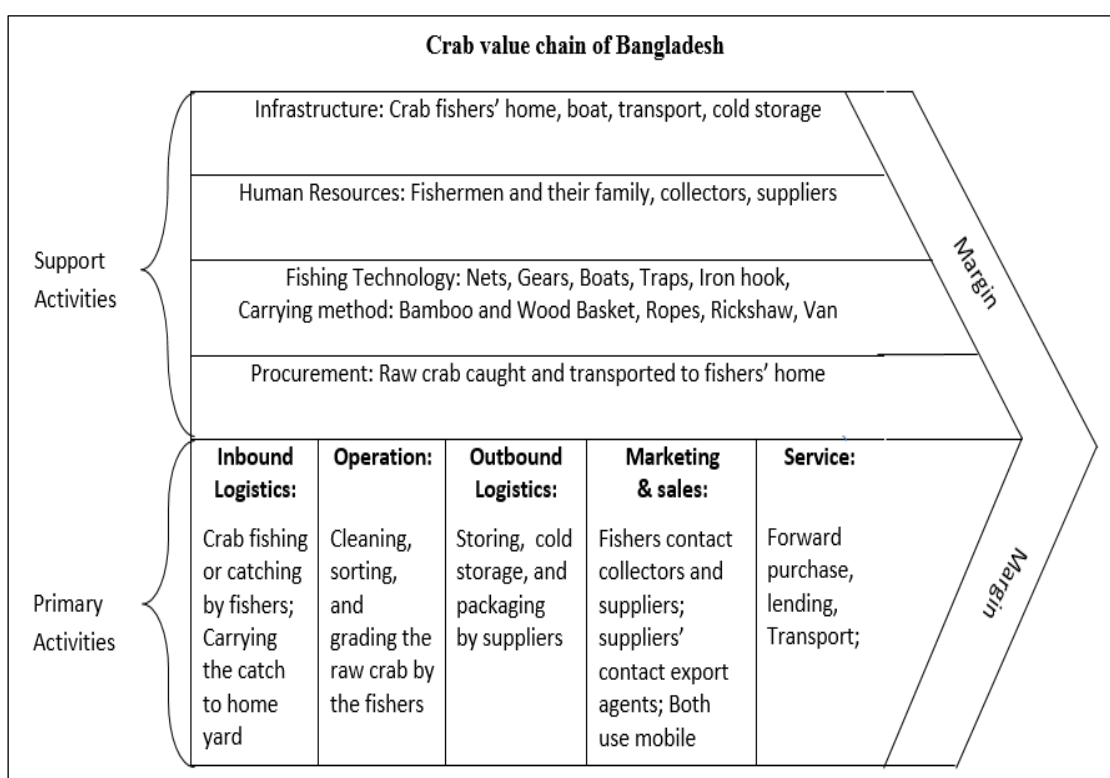 Crab value chain of Bangladesh
Infrastructure: Crab fishers’ home, boat, transport, cold storage
Human Resources: Fishermen and their family, collectors, suppliers
Support
Activities
Fishing Technology: Nets, Gears, Boats, Traps, Iron hook,
Carrying method: Bamboo and Wood Basket, Ropes, Rickshaw, Van
Procurement: Raw crab caught and transported to fishers’ home
Margin
Primary
Activities
Inbound
Logistics:
Crab fishing
or catching
by fishers;
Carrying
the catch
to home
yard
Operation:
Cleaning,
sorting,
and
grading the
raw crab by
the fishers
Outbound
Logistics:
Storing, cold
storage, and
packaging
by suppliers
Marketing
& sales:
Fishers contact
collectors and
suppliers;
suppliers’
contact export
agents; Both
use mobile
Service:
Forward
purchase,
lending,
Transport;
Margin